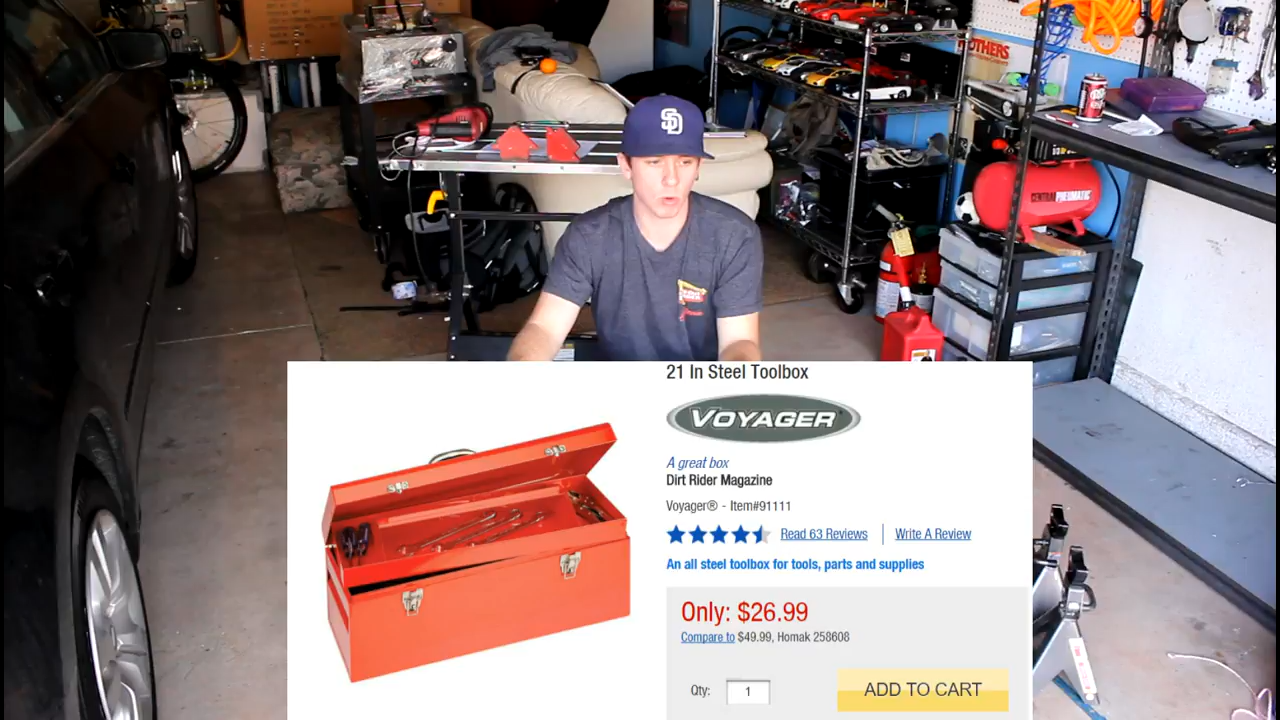 SD
OTHERS
CENTRALPNEUMATIC
21 In Steel Toolbox
VOYAGER®
A great box
Dirt Rider Magazine
Voyager® - Item#91111
Read 63 Reviews | Write A Review
An all steel toolbox for tools, parts and supplies
Only: $26.99
Compare to $49.99, Homak 258608
Qty: 1 ADD TO CART